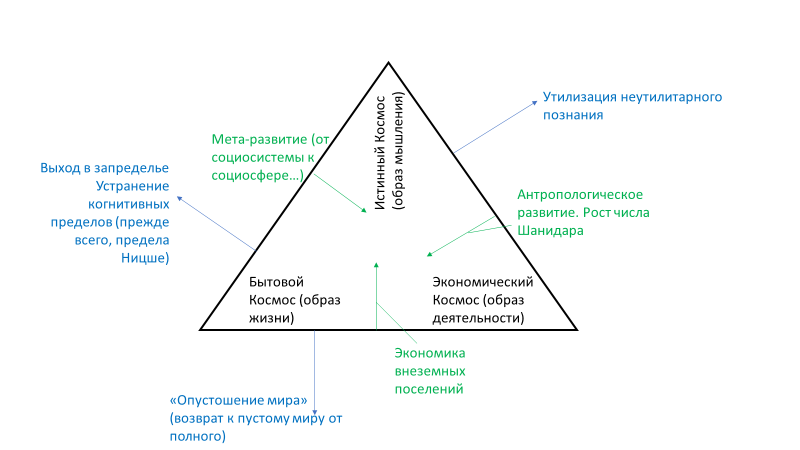 Утилизация неутилитарного
познания
Истинный Космос
(образ мышления)
Мета-развитие (от
социосистемы к
социосфере…)
Выход в запределье
Устранение
когнитивных
пределов (прежде
всего, предела
Ницше)
Антропологическое
развитие. Рост числа
Шанидара
Бытовой
Космос (образ
жизни)
Экономический
Космос (образ
деятельности)
Экономика
внеземных
поселений
«Опустошение мира»
(возврат к пустому миру от
полного)